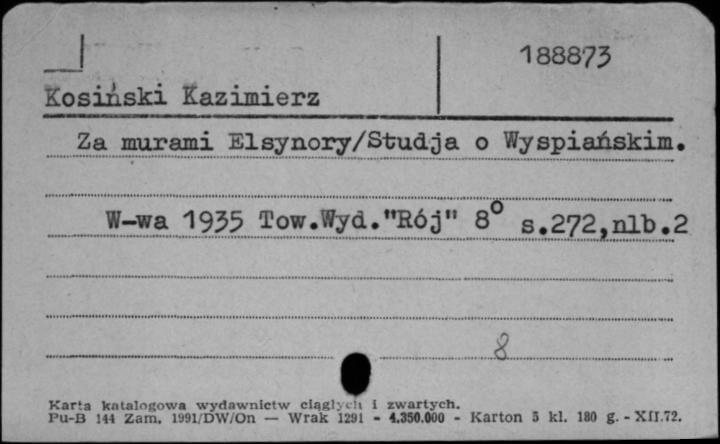 188873
Kosiński Kazimierz
Za murami Elsynory/Studja o Wyspiańskim.
W-wa 1935 Tow.Wyd."Rój" 8° s.272,nlb.2
8
Karta katalogowa wydawnictw ciągłych i zwartych.
Pu-B 144 Zam. 1991/DW/On — Wrak 1291 - 4.350.000 - Karton 5 kl. 180 g. - XII.72.